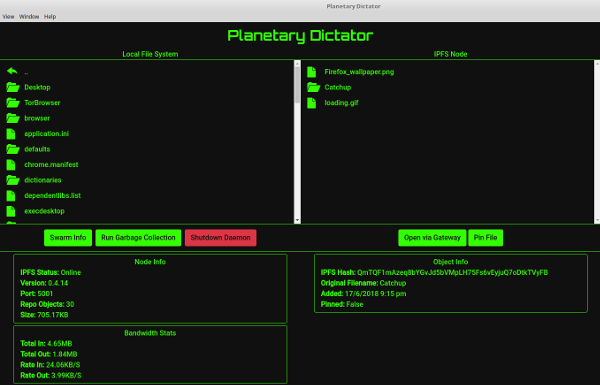 Planetary Dictator
View Window Help
Planetary Dictator
Local File System
..
Desktop
TorBrowser
browser
application.ini
defaults
chrome.manifest
dictionaries
dependentlibs.list
execdesktop
IPFS Node
Firefox_wallpaper.png
Catchup
loading.gif
Swarm Info
Run Garbage Collection
Shutdown Daemon
Open via Gateway
Pin File
Node Info
IPFS Status: Online
Version: 0.4.14
Port: 5001
Repo Objects: 30
Size: 705.17KB
Bandwidth Stats
Total In: 4.65MB
Total Out: 1.84MB
Rate In: 24.06KB/S
Rate Out: 3.99KB/S
Object Info
IPFS Hash: QmTQF1mAzeq8bYGvJd5bVMpLH75Fs6vEyjuQ7oDtkTVyFB
Original Filename: Catchup
Added: 17/6/2018 9:15 pm
Pinned: False